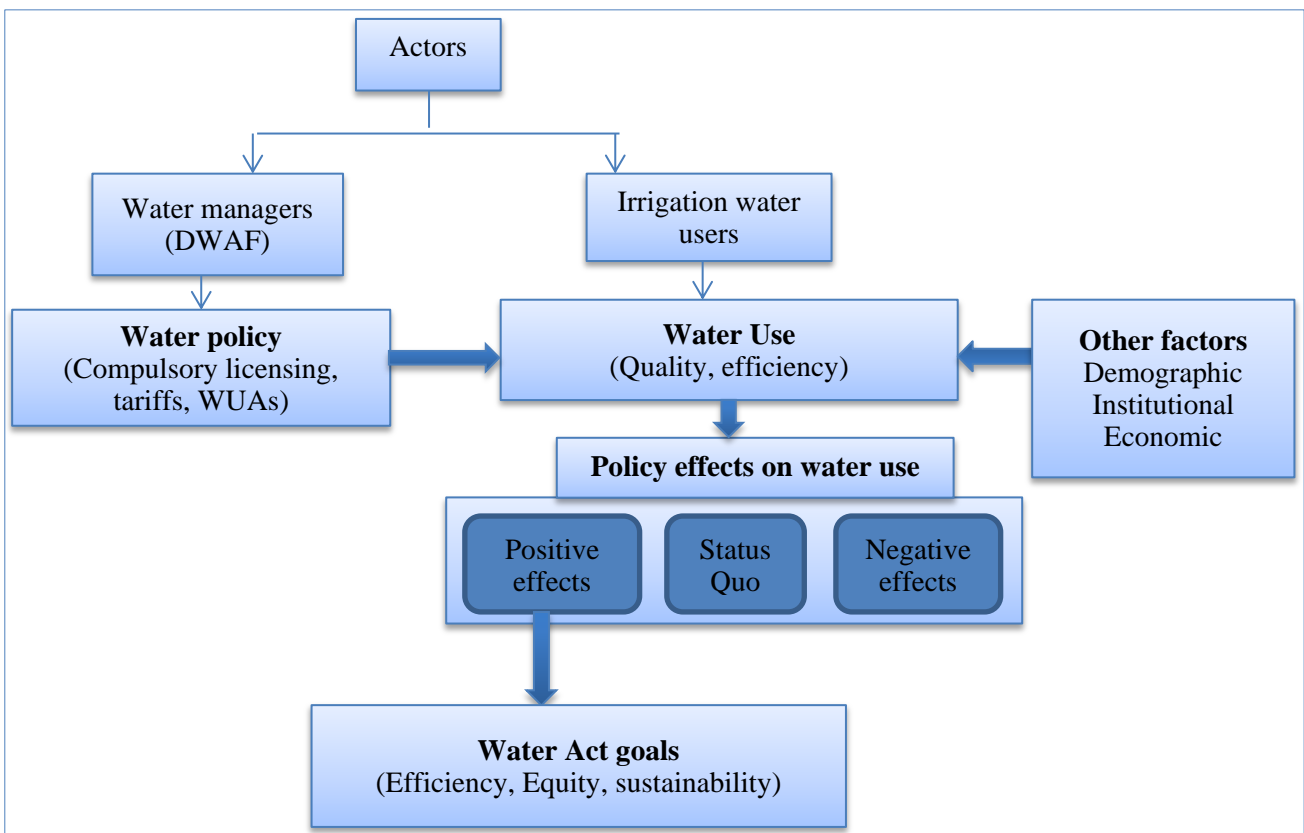 Actors
Water managers
(DWAF)
Irrigation water
users
Water policy
(Compulsory licensing,
tariffs, WUAs)
Water Use
(Quality, efficiency)
Other factors
Demographic
Institutional
Economic
Policy effects on water use
Positive
effects
Status
Quo
Negative
effects
Water Act goals
(Efficiency, Equity, sustainability)